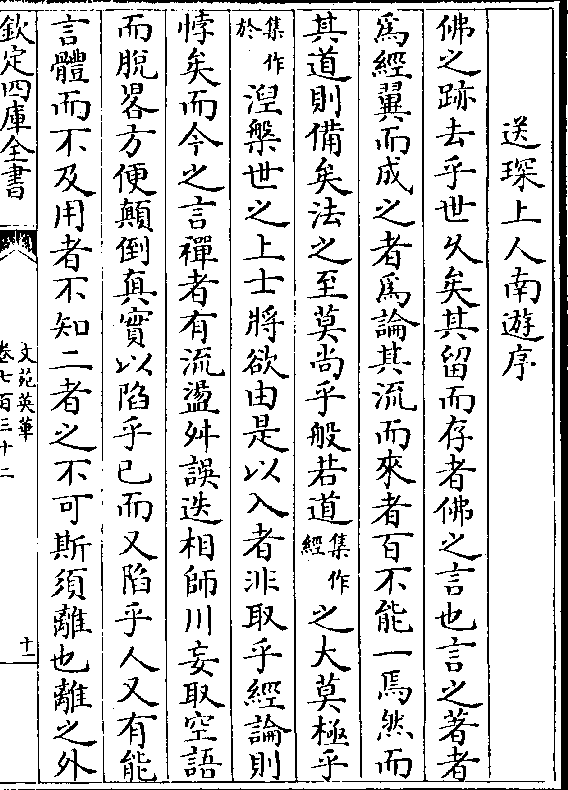 送琛上人南遊序
佛之跡去乎世久矣其留而存者佛之言也言之著者
爲經翼而成之者爲論其流而來者百不能一焉然而
其道則備矣法之至莫尚乎般若道集作經之大莫極乎
集作於湼槃世之上士將欲由是以入者非取乎經論則
悖矣而今之言禪者有流盪舛誤迭相師川妄取空語
而脱畧方便顛倒真實以陷乎已而又陷乎人又有能
言體而不及用者不知二者之不可斯須離也離之外
欽定四庫全書
文苑英華
卷七百三十二
十一